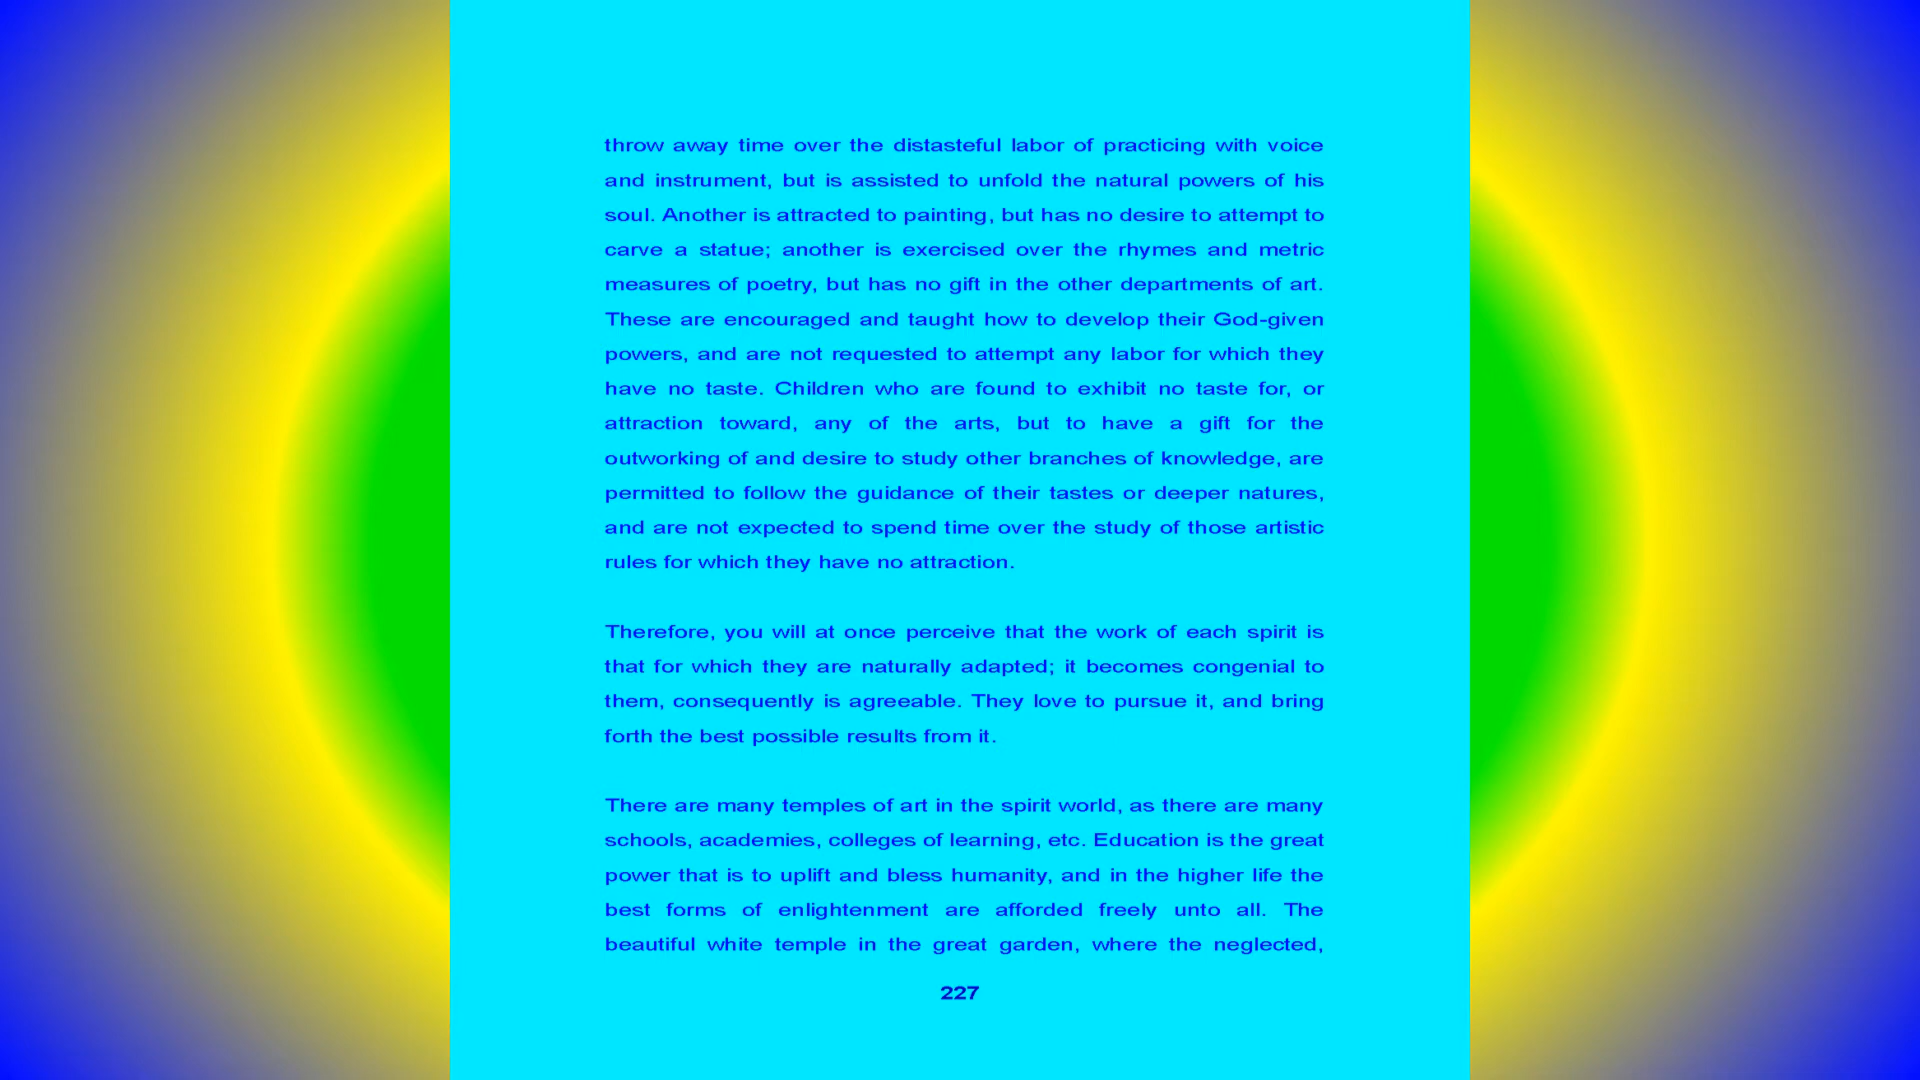 throw away time over the distasteful labor of practicing with voice
and instrument, but is assisted to unfold the natural powers of his
soul. Another is attracted to painting, but has no desire to attempt to
carve a statue; another is exercised over the rhymes and metric
measures of poetry, but has no gift in the other departments of art.
These are encouraged and taught how to develop their God-given
powers, and are not requested to attempt any labor for which they
have no taste. Children who are found to exhibit no taste for, or
attraction toward, any of the arts, but to have a gift for the
outworking of and desire to study other branches of knowledge, are
permitted to follow the guidance of their tastes or deeper natures,
and are not expected to spend time over the study of those artistic
rules for which they have no attraction.
Therefore, you will at once perceive that the work of each spirit is
that for which they are naturally adapted; it becomes congenial to
them, consequently is agreeable. They love to pursue it, and bring
forth the best possible results from it.
There are many temples of art in the spirit world, as there are many
schools, academies, colleges of learning, etc. Education is the great
power that is to uplift and bless humanity, and in the higher life the
best forms of enlightenment are afforded freely unto all. The
beautiful white temple in the great garden, where the neglected,
227